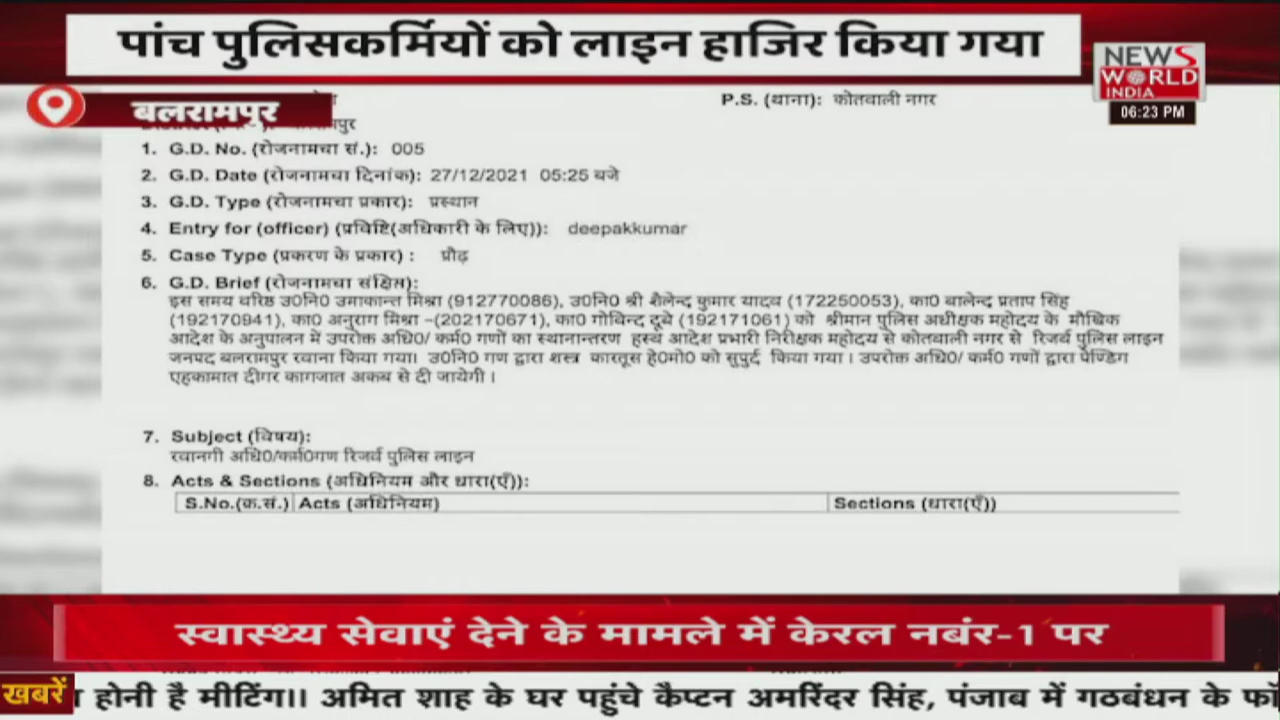 पांच पुलिसकर्मियों को लाइन हाजिर किया गया
NEWS
WORLD
INDIA
06:23 PM
बलरामपुर
P.S. (थाना): कोतवाली नगर
1. G.D. No. (रोजनामचा सं.): 005
2. G.D. Date (रोजनामचा दिनांक): 27/12/2021 05:25 बजे
3. G.D. Type (रोजनामचा प्रकार): प्रस्थान
4. Entry for (officer) (प्रविष्टि(अधिकारी के लिए)): deepakkumar
5. Case Type (प्रकरण के प्रकार) : प्रौढ़
6. G.D. Brief (रोजनामचा संक्षिप्त):
इस समय वरिष्ठ उ0नि0 उमाकान्त मिश्रा (912770086), उ0नि0 श्री शैलेन्द्र कुमार यादव (172250053), का0 बालेन्द्र प्रताप सिंह
(192170941), का0 अनुराग मिश्रा -(202170671), का0 गोविन्द दूबे (192171061) को श्रीमान पुलिस अधीक्षक महोदय के मौखिक
आदेश के अनुपालन में उपरोक्त अधि0/ कर्म0 गणों का स्थानान्तरण हस्व आदेश प्रभारी निरीक्षक महोदय से कोतवाली नगर से रिजर्व पुलिस लाइन
जनपद बलरामपुर रवाना किया गया। उ0नि0 गण द्वारा शस्त्र कारतूस हे0मो0 को सुपुर्द किया गया । उपरोक्त अधि0/ कर्म0 गणों द्वारा पेण्डिग
एहकामात दीगर कागजात अकब से दी जायेगी ।
7. Subject (विषय):
रवानगी अधि0/कर्म0गण रिजर्व पुलिस लाइन
8. Acts & Sections (अधिनियम और धारा(एँ)):
S.No.(क्र.सं.) Acts (अधिनियम) Sections (धारा(एँ))
स्वास्थ्य सेवाएं देने के मामले में केरल नबंर-1 पर
खबरें होनी है मीटिंग।। अमित शाह के घर पहुंचे कैप्टन अमरिंदर सिंह, पंजाब में गठबंधन के